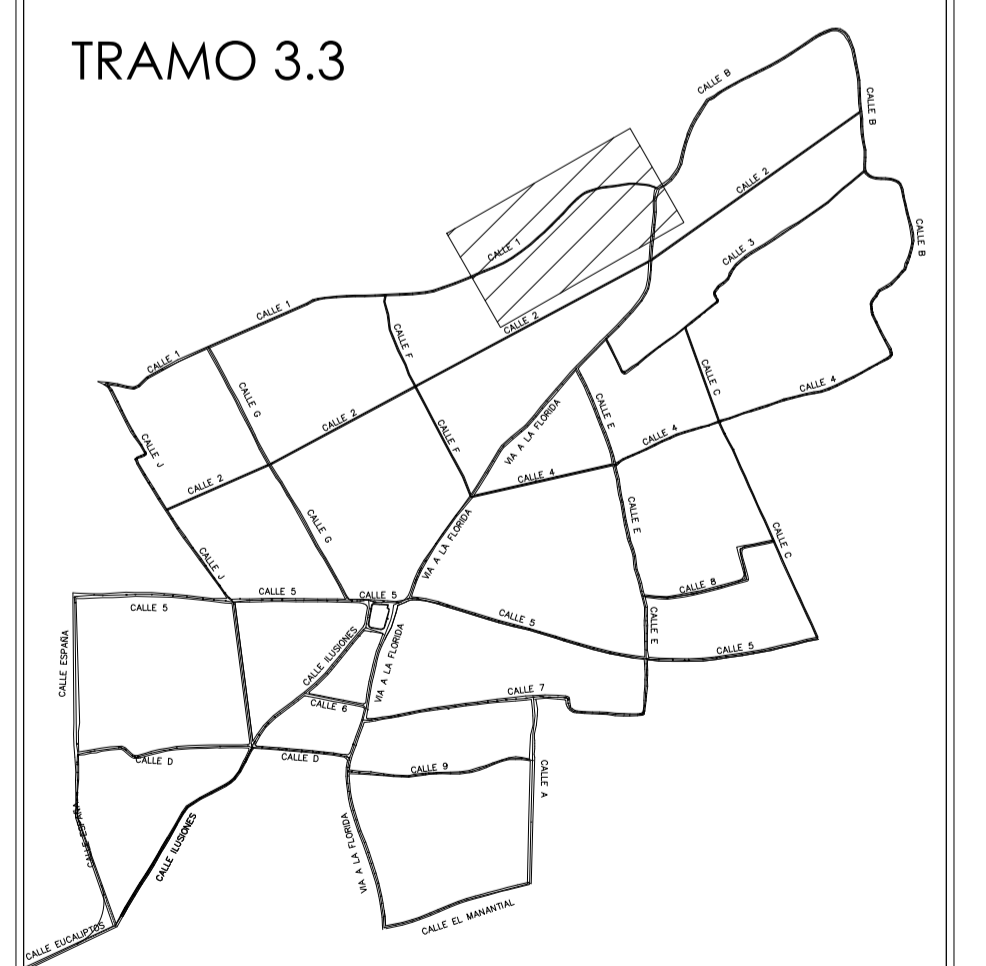 TRAMO 3.3
CALLE B
CALLE B
CALLE 2
CALLE B
CALLE 3
CALLE 1
CALLE 1
CALLE 2
CALLE F
CALLE 1
CALLE C
CALLE 4
CALLE G
CALLE E
CALLE 2
CALLE F
VIA A LA FLORIDA
CALLE 4
CALLE J
CALLE 4
CALLE 2
CALLE E
CALLE G
VIA A LA FLORIDA
CALLE C
CALLE J
CALLE 8
CALLE 5
CALLE 5
CALLE 5
CALLE 5
CALLE E
CALLE 5
CALLE ESPAÑA
CALLE ILUSIONES
VIA A LA FLORIDA
CALLE 7
CALLE 6
CALLE D
CALLE D
CALLE 9
CALLE A
CALLE ESPAÑA
CALLE ILUSIONES
VIA A LA FLORIDA
CALLE EL MANANTIAL
CALLE EUCALIPTOS